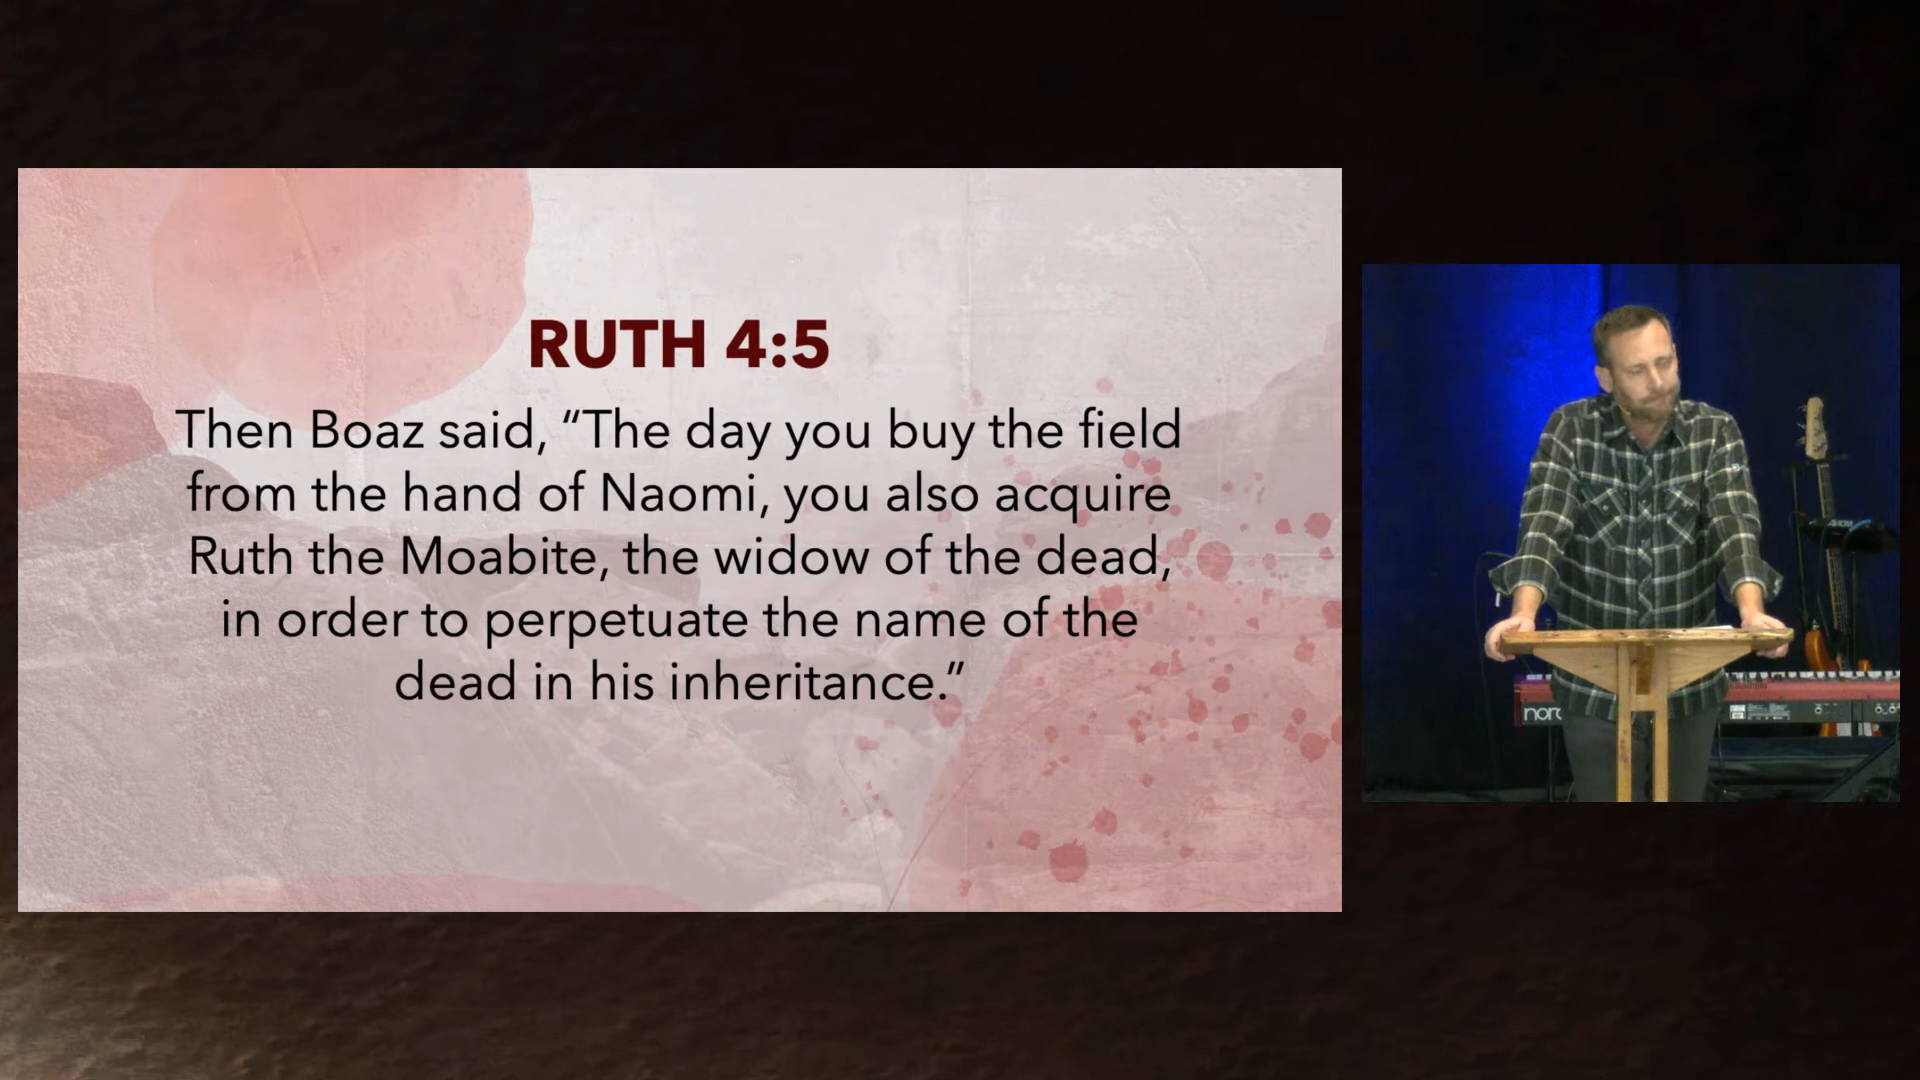 RUTH 4:5
Then Boaz said, “The day you buy the field
from the hand of Naomi, you also acquire
Ruth the Moabite, the widow of the dead,
in order to perpetuate the name of the
dead in his inheritance.”
nord